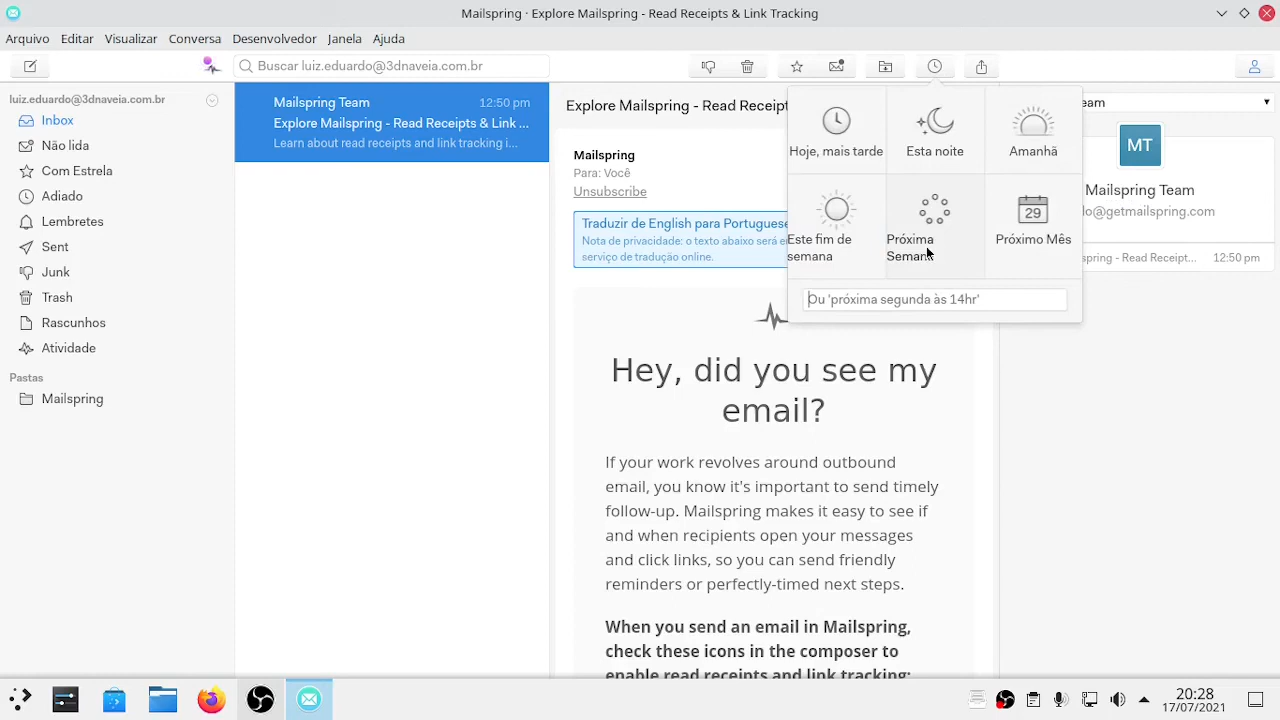 Mailspring · Explore Mailspring - Read Receipts & Link Tracking
Arquivo Editar Visualizar Conversa Desenvolvedor Janela Ajuda
Buscar luiz.eduardo@3dnaveia.com.br
luiz.eduardo@3dnaveia.com.br
Inbox
Não lida
Com Estrela
Adiado
Lembretes
Sent
Junk
Trash
Rascunhos
Atividade
Pastas
Mailspring
Mailspring Team 12:50 pm
Explore Mailspring - Read Receipts & Link ...
Learn about read receipts and link tracking i...
Explore Mailspring - Read Receipt
Mailspring
Para: Você
Unsubscribe
Traduzir de English para Portuguese
Nota de privacidade: o texto abaixo será
serviço de tradução online.
Hey, did you see my
email?
If your work revolves around outbound
email, you know it's important to send timely
follow-up. Mailspring makes it easy to see if
and when recipients open your messages
and click links, so you can send friendly
reminders or perfectly-timed next steps.
When you send an email in Mailspring,
check these icons in the composer to
enable read receipts and link tracking:
Hoje, mais tarde
Esta noite
Amanhã
Este fim de
semana
Próxima
Semana
29
Próximo Mês
Ou 'próxima segunda às 14hr'
eam
MT
Mailspring Team
o@getmailspring.com
spring - Read Receipt... 12:50 pm
20:28
17/07/2021